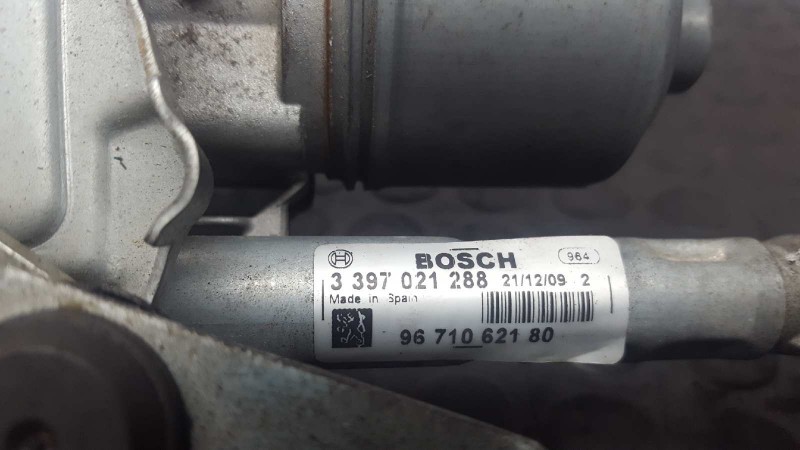 BOSCH 964
3 397 021 288 21/12/09 2
Made in Spain
96 710 621 80